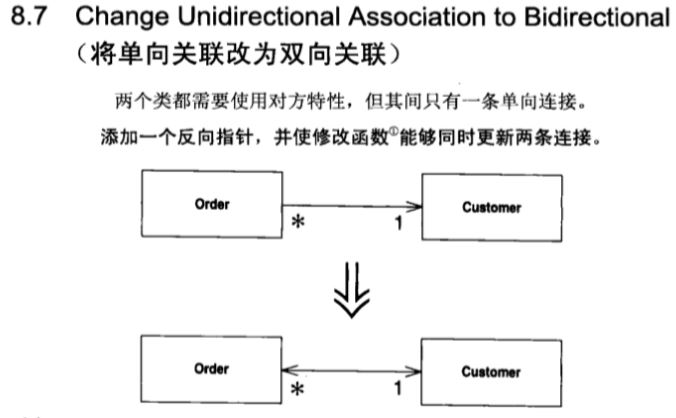 8.7 Change Unidirectional Association to Bidirectional
（将单向关联改为双向关联）
两个类都需要使用对方特性，但其间只有一条单向连接。
添加一个反向指针，并使修改函数①能够同时更新两条连接。
Order
*
1
Customer
Order
*
1
Customer